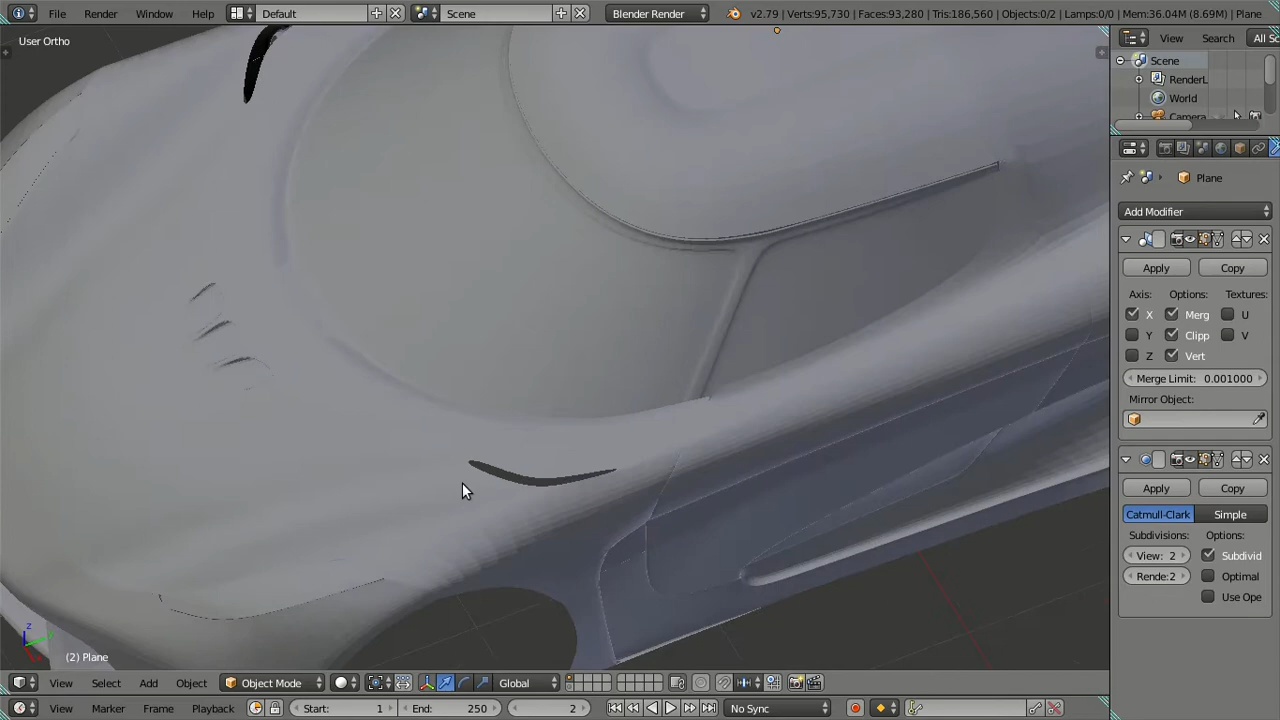 File Render Window Help Default Scene Blender Render v2.79 | Verts:95,730 | Faces:93,280 | Tris:186,560 | Objects:0/2 | Lamps:0/0 | Mem:36.04M (8.69M) | Plane
User Ortho
View Search All Sc
Scene
RenderL
World
Camera
Plane
Add Modifier
Apply Copy
Axis: Options: Textures:
X Merg U
Y Clipp V
Z Vert
Merge Limit: 0.001000
Mirror Object:
Apply Copy
Catmull-Clark Simple
Subdivisions: Options:
View: 2 Subdivid
Rende:2 Optimal
Use Ope
z
(2) Plane
View Select Add Object Object Mode Global
View Marker Frame Playback Start: 1 End: 250 2 No Sync